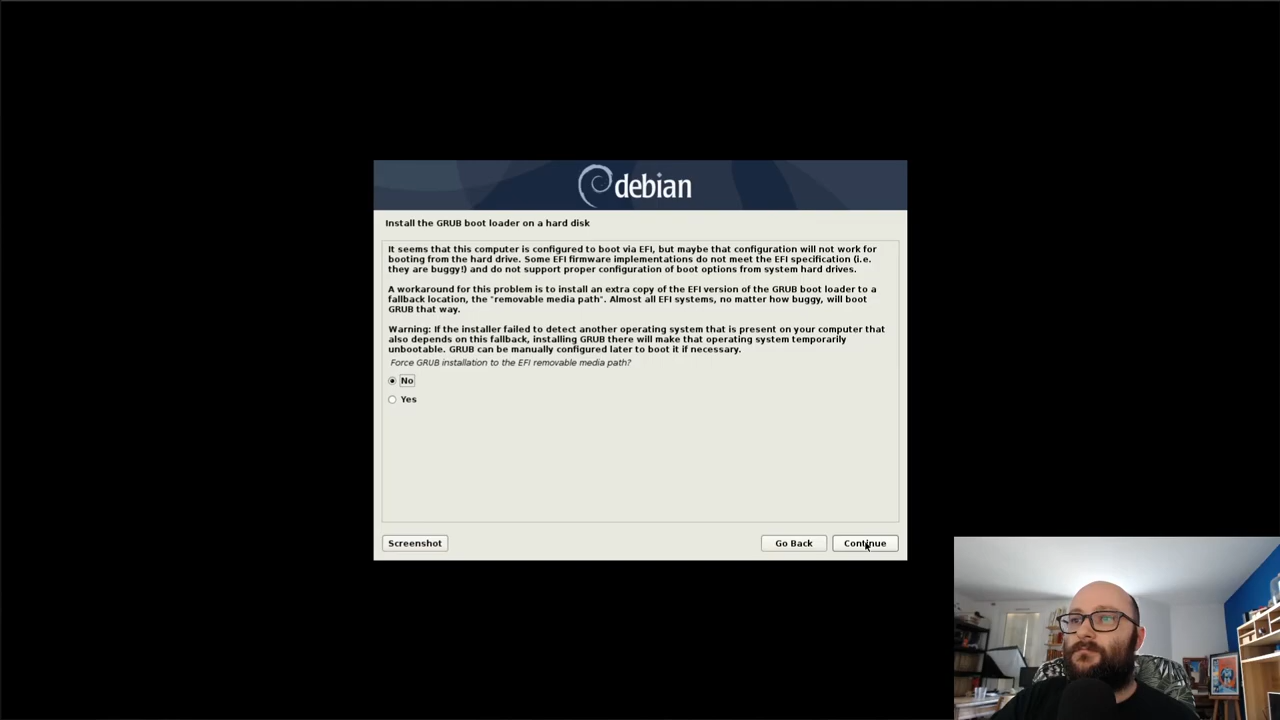 debian
Install the GRUB boot loader on a hard disk
It seems that this computer is configured to boot via EFI, but maybe that configuration will not work for
booting from the hard drive. Some EFI firmware implementations do not meet the EFI specification (i.e.
they are buggy!) and do not support proper configuration of boot options from system hard drives.
A workaround for this problem is to install an extra copy of the EFI version of the GRUB boot loader to a
fallback location, the "removable media path". Almost all EFI systems, no matter how buggy, will boot
GRUB that way.
Warning: If the installer failed to detect another operating system that is present on your computer that
also depends on this fallback, installing GRUB there will make that operating system temporarily
unbootable. GRUB can be manually configured later to boot it if necessary.
Force GRUB installation to the EFI removable media path?
No
Yes
Screenshot
Go Back
Continue